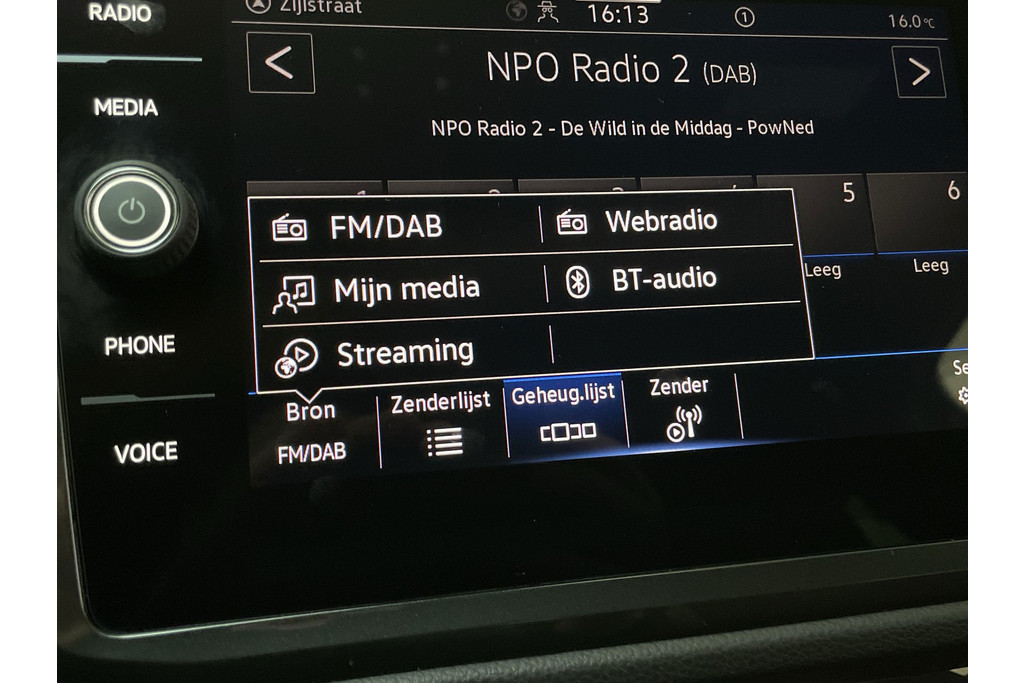 RADIO
MEDIA
PHONE
VOICE
Zijlstraat
16:13
1
16.0°C
<
NPO Radio 2 (DAB)
>
NPO Radio 2 - De Wild in de Middag - PowNed
5
6
FM/DAB
Webradio
Leeg
Leeg
Mijn media
BT-audio
Streaming
Bron
FM/DAB
Zenderlijst
Geheug.lijst
Zender